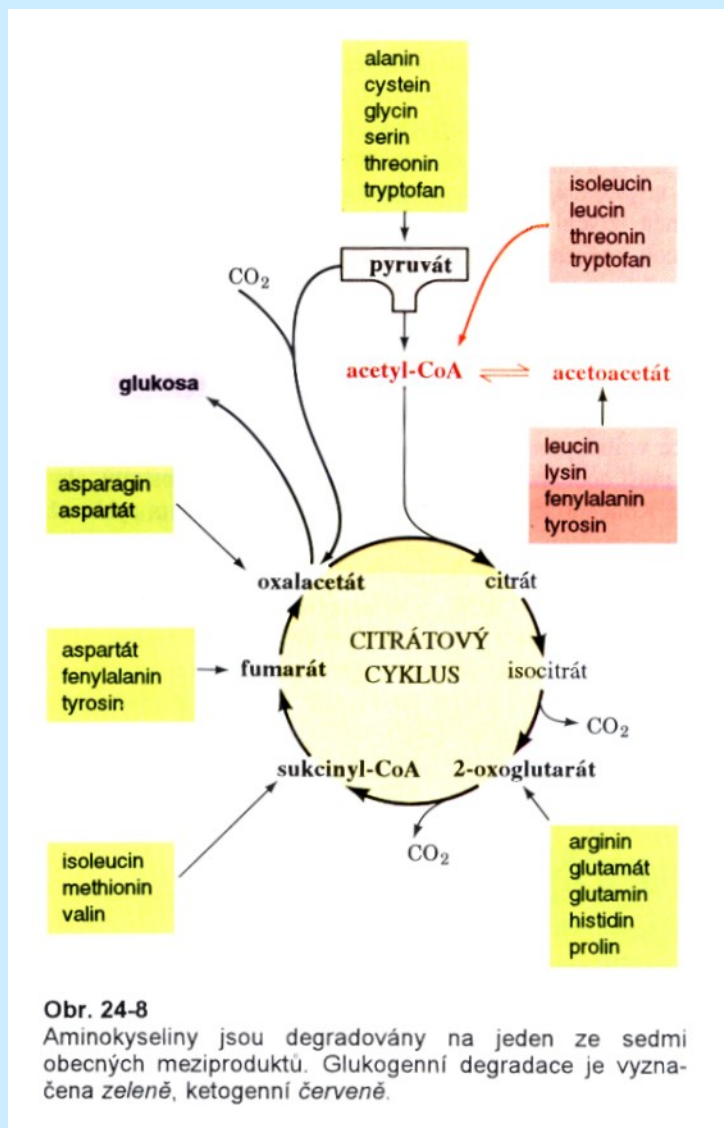 alanin
cystein
glycin
serin
threonin
tryptofan
isoleucin
leucin
threonin
tryptofan
pyruvát
CO2
acetyl-CoA
acetoacetát
glukosa
leucin
lysin
fenylalanin
tyrosin
asparagin
aspartát
oxalacetát
citrát
CITRÁTOVÝ
CYKLUS
aspartát
fenylalanin
tyrosin
fumarát
isocitrát
CO2
sukcinyl-CoA
2-oxoglutarát
CO2
isoleucin
methionin
valin
arginin
glutamát
glutamin
histidin
prolin
Obr. 24-8
Aminokyseliny jsou degradovány na jeden ze sedmi
obecných meziproduktů. Glukogenní degradace je vyzna-
čena zeleně, ketogenní červeně.